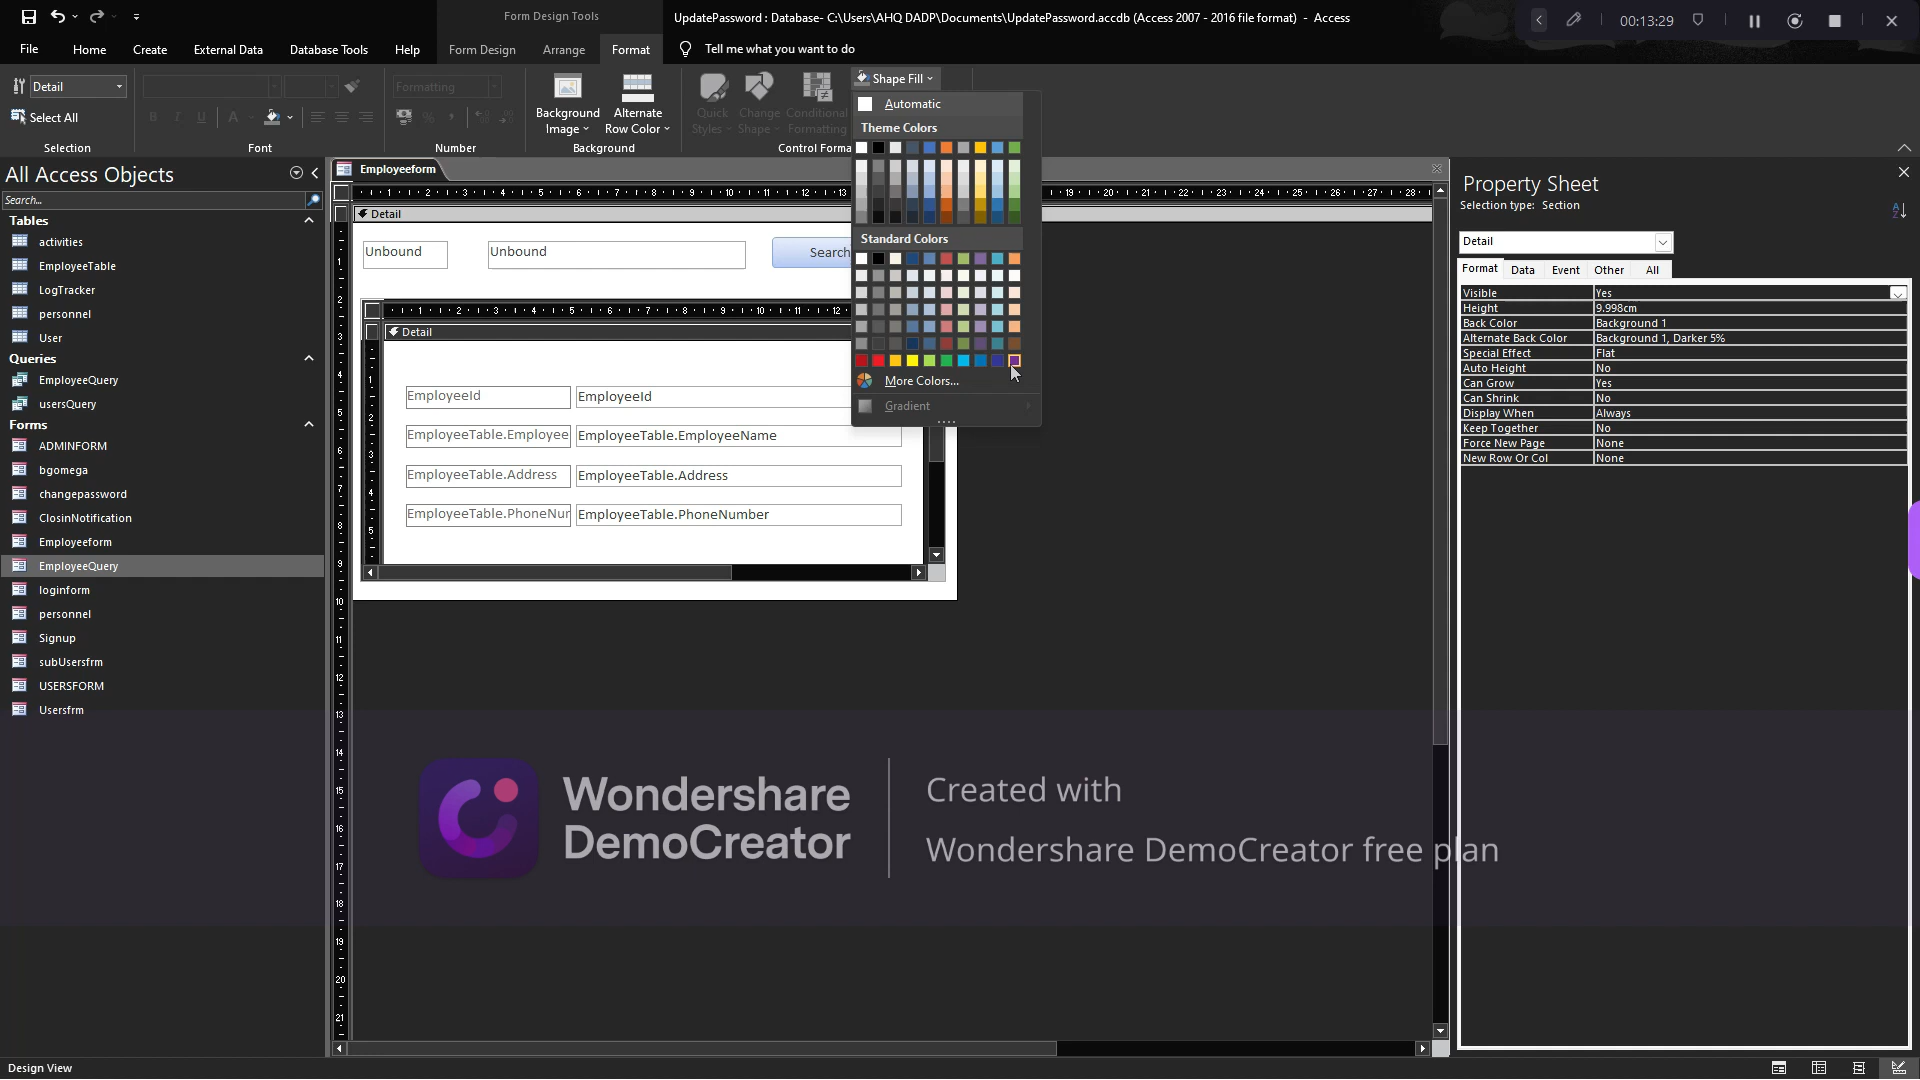 Form Design Tools
UpdatePassword : Database- C:\Users\AHQ DADP\Documents\UpdatePassword.accdb (Access 2007 - 2016 file format) - Access
00:13:29
File Home Create External Data Database Tools Help Form Design Arrange Format Tell me what you want to do
Detail
Select All
Selection
B I U A
Font
Formatting
Number
Background Image
Alternate Row Color
Background
Quick Styles
Change Shape
Conditional Formatting
Control Forma
Shape Fill
Automatic
Theme Colors
Standard Colors
More Colors...
Gradient
All Access Objects
Search...
Tables
activities
EmployeeTable
LogTracker
personnel
User
Queries
EmployeeQuery
usersQuery
Forms
ADMINFORM
bgomega
changepassword
ClosinNotification
Employeeform
EmployeeQuery
loginform
personnel
Signup
subUsersfrm
USERSFORM
Usersfrm
Employeeform
Detail
Unbound Unbound Search
Detail
EmployeeId EmployeeId
EmployeeTable.Employee EmployeeTable.EmployeeName
EmployeeTable.Address EmployeeTable.Address
EmployeeTable.PhoneNur EmployeeTable.PhoneNumber
Property Sheet
Selection type: Section
Detail
Format Data Event Other All
Visible Yes
Height 9.998cm
Back Color Background 1
Alternate Back Color Background 1, Darker 5%
Special Effect Flat
Auto Height No
Can Grow Yes
Can Shrink No
Display When Always
Keep Together No
Force New Page None
New Row Or Col None
Wondershare
DemoCreator
Created with
Wondershare DemoCreator free plan
Design View